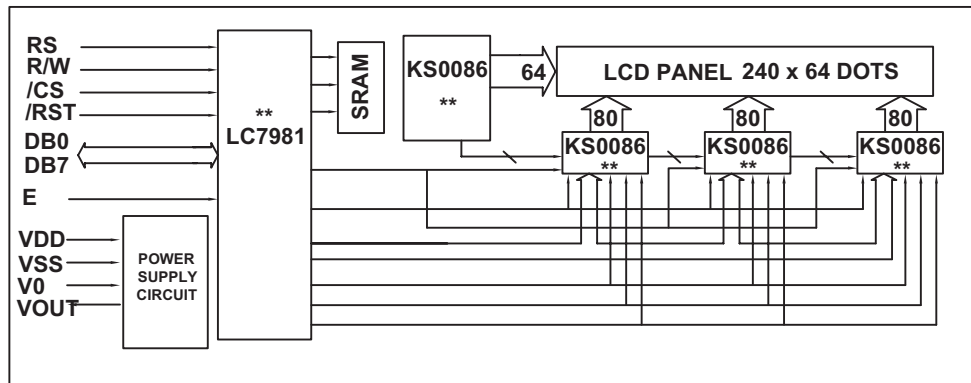 RS
R/W
/CS
/RST
DB0
DB7
E
VDD
VSS
V0
VOUT
POWER
SUPPLY
CIRCUIT
**
LC7981
SRAM
KS0086
**
64
LCD PANEL 240 x 64 DOTS
80
80
80
KS0086
**
KS0086
**
KS0086
**